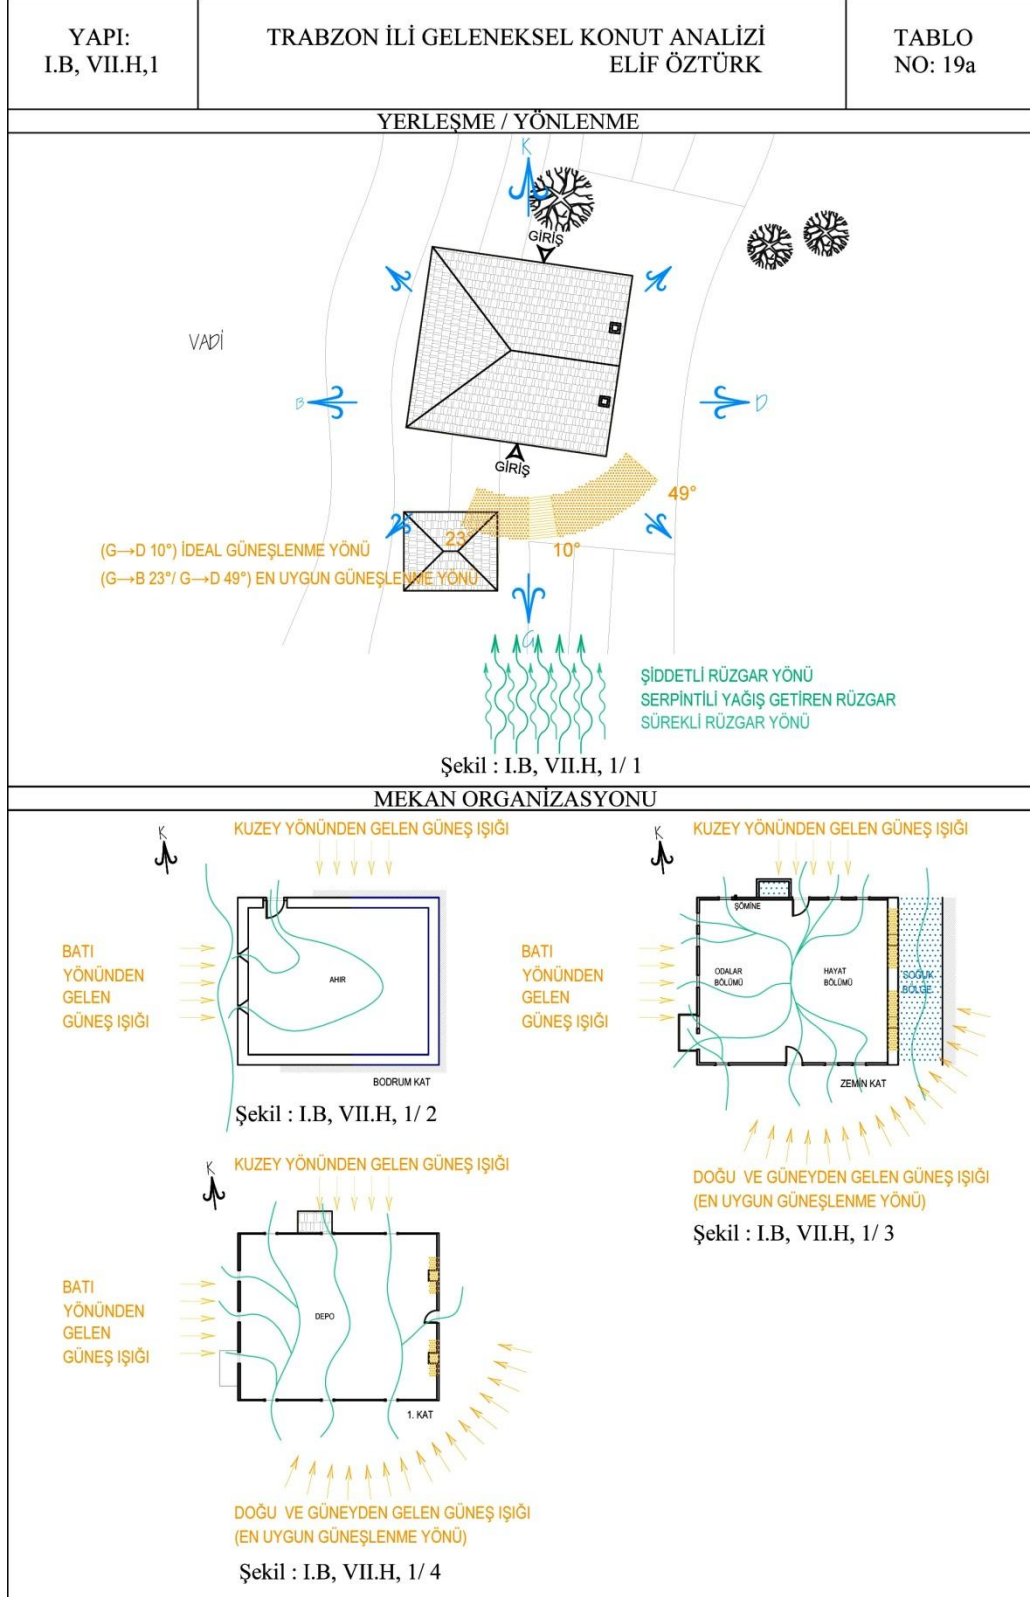 YAPI:
I.B, VII.H,1
TRABZON İLİ GELENEKSEL KONUT ANALİZİ
ELİF ÖZTÜRK
TABLO
NO: 19a
YERLEŞME / YÖNLENME
K
GİRİŞ
VADİ
B
D
GİRİŞ
49°
23°
10°
(G→D 10°) İDEAL GÜNEŞLENME YÖNÜ
(G→B 23°/ G→D 49°) EN UYGUN GÜNEŞLENME YÖNÜ
G
ŞİDDETLİ RÜZGAR YÖNÜ
SERPİNTİLİ YAĞIŞ GETİREN RÜZGAR
SÜREKLİ RÜZGAR YÖNÜ
Şekil : I.B, VII.H, 1/ 1
MEKAN ORGANİZASYONU
K
KUZEY YÖNÜNDEN GELEN GÜNEŞ IŞIĞI
BATI
YÖNÜNDEN
GELEN
GÜNEŞ IŞIĞI
AHIR
BODRUM KAT
Şekil : I.B, VII.H, 1/ 2
K
KUZEY YÖNÜNDEN GELEN GÜNEŞ IŞIĞI
ŞÖMİNE
BATI
YÖNÜNDEN
GELEN
GÜNEŞ IŞIĞI
ODALAR
BÖLÜMÜ
HAYAT
BÖLÜMÜ
SOĞUK
BÖLGE
ZEMİN KAT
DOĞU VE GÜNEYDEN GELEN GÜNEŞ IŞIĞI
(EN UYGUN GÜNEŞLENME YÖNÜ)
Şekil : I.B, VII.H, 1/ 3
K
KUZEY YÖNÜNDEN GELEN GÜNEŞ IŞIĞI
BATI
YÖNÜNDEN
GELEN
GÜNEŞ IŞIĞI
DEPO
1. KAT
DOĞU VE GÜNEYDEN GELEN GÜNEŞ IŞIĞI
(EN UYGUN GÜNEŞLENME YÖNÜ)
Şekil : I.B, VII.H, 1/ 4